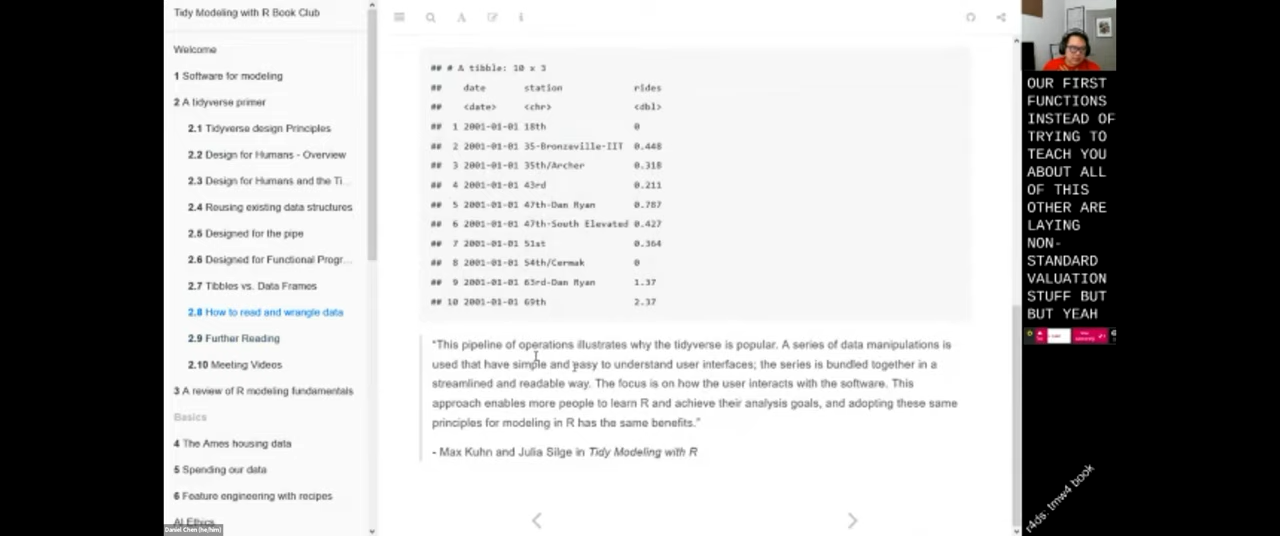 Tidy Modeling with R Book Club
Welcome
1 Software for modeling
2 A tidyverse primer
2.1 Tidyverse design Principles
2.2 Design for Humans - Overview
2.3 Design for Humans and the Ti...
2.4 Reusing existing data structures
2.5 Designed for the pipe
2.6 Designed for Functional Progr...
2.7 Tibbles vs. Data Frames
2.8 How to read and wrangle data
2.9 Further Reading
2.10 Meeting Videos
3 A review of R modeling fundamentals
Basics
4 The Ames housing data
5 Spending our data
6 Feature engineering with recipes
AI Ethics
Daniel Chen (he/him)
## # A tibble: 10 x 3
## date station rides
## <date> <chr> <dbl>
## 1 2001-01-01 18th 0
## 2 2001-01-01 35-Bronzeville-IIT 0.448
## 3 2001-01-01 35th/Archer 0.318
## 4 2001-01-01 43rd 0.211
## 5 2001-01-01 47th-Dan Ryan 0.787
## 6 2001-01-01 47th-South Elevated 0.427
## 7 2001-01-01 51st 0.364
## 8 2001-01-01 54th/Cermak 0
## 9 2001-01-01 63rd-Dan Ryan 1.37
## 10 2001-01-01 69th 2.37
"This pipeline of operations illustrates why the tidyverse is popular. A series of data manipulations is
used that have simple and easy to understand user interfaces; the series is bundled together in a
streamlined and readable way. The focus is on how the user interacts with the software. This
approach enables more people to learn R and achieve their analysis goals, and adopting these same
principles for modeling in R has the same benefits."
- Max Kuhn and Julia Silge in Tidy Modeling with R
OUR FIRST
FUNCTIONS
INSTEAD OF
TRYING TO
TEACH YOU
ABOUT ALL
OF THIS
OTHER ARE
LAYING
NON-
STANDARD
VALUATION
STUFF BUT
BUT YEAH
r4ds: tmw4 book